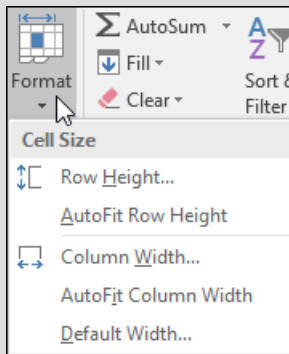 AutoSum
Fill
Clear
Format
A
Z
Sort &
Filter
Cell Size
Row Height...
AutoFit Row Height
Column Width...
AutoFit Column Width
Default Width...